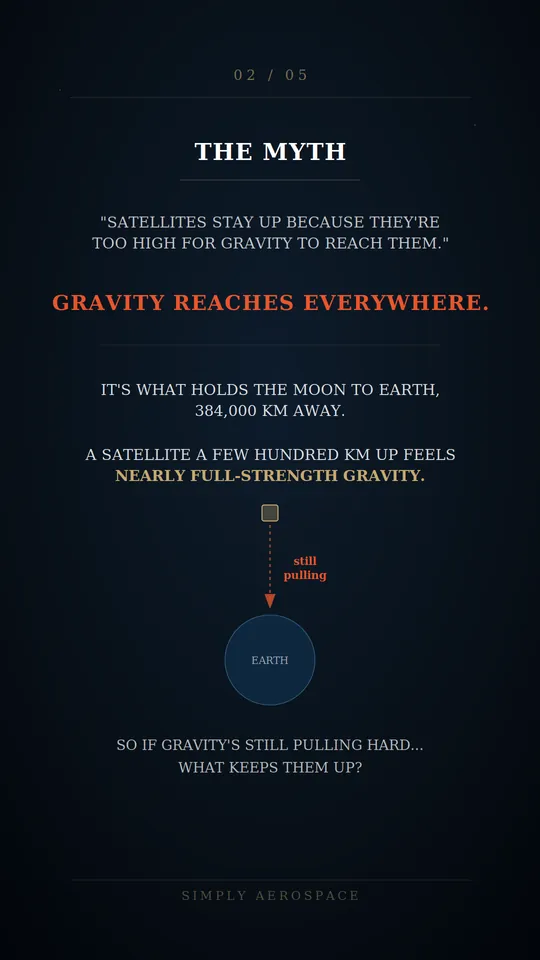 02 / 05
THE MYTH
"SATELLITES STAY UP BECAUSE THEY'RE
TOO HIGH FOR GRAVITY TO REACH THEM."
GRAVITY REACHES EVERYWHERE.
IT'S WHAT HOLDS THE MOON TO EARTH,
384,000 KM AWAY.
A SATELLITE A FEW HUNDRED KM UP FEELS
NEARLY FULL-STRENGTH GRAVITY.
still
pulling
EARTH
SO IF GRAVITY'S STILL PULLING HARD...
WHAT KEEPS THEM UP?
SIMPLY AEROSPACE